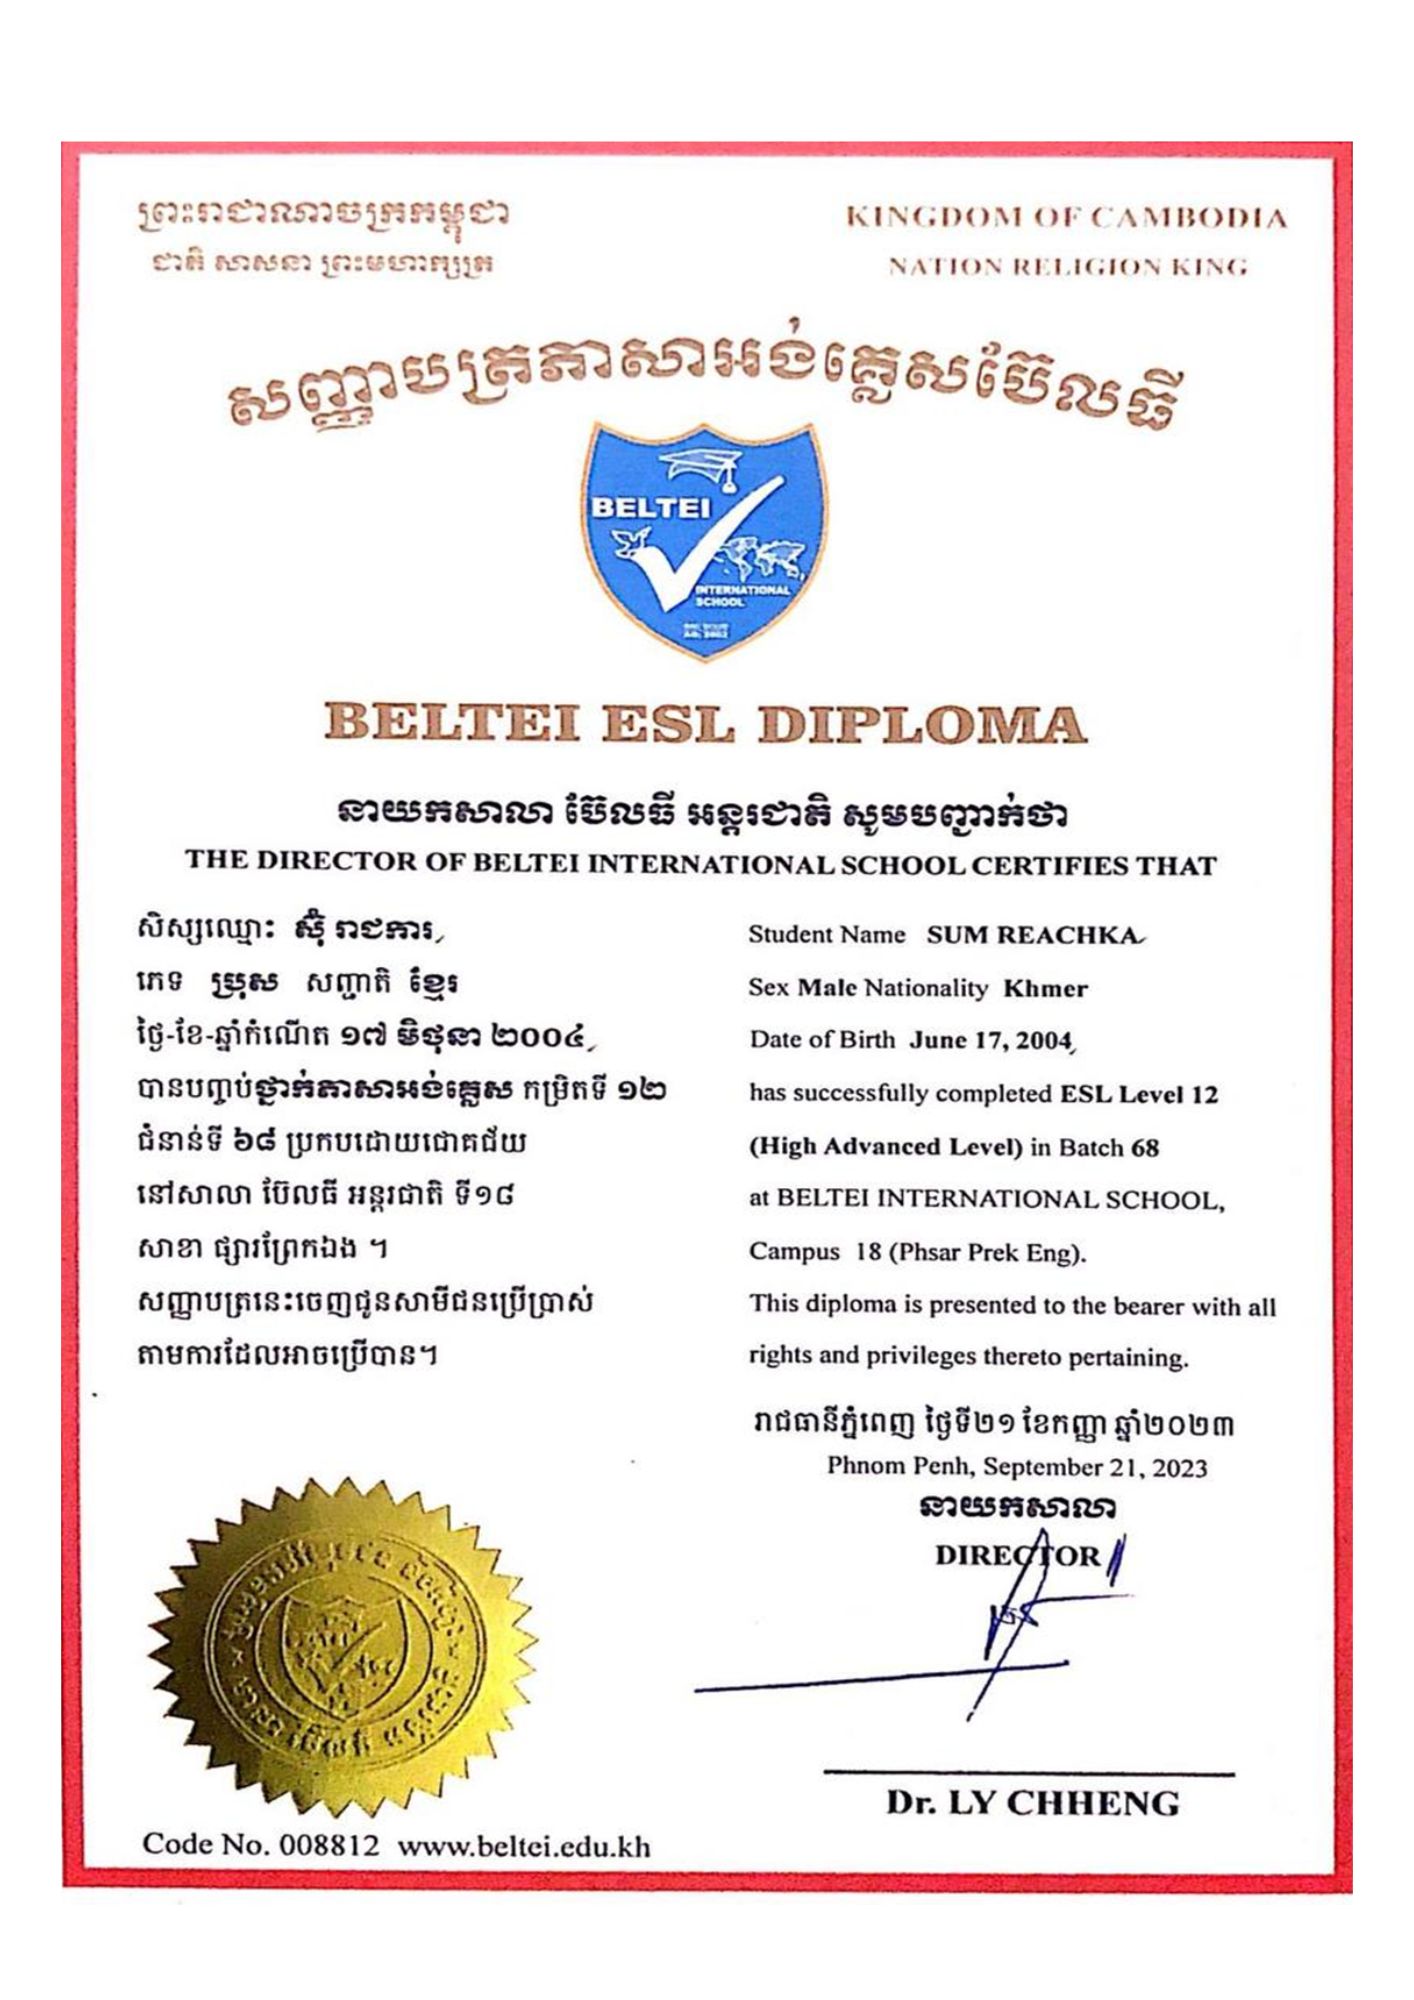 ព្រះរាជាណាចក្រកម្ពុជា
ជាតិ សាសនា ព្រះមហាក្សត្រ
KINGDOM OF CAMBODIA
NATION RELIGION KING
សញ្ញាបត្រភាសាអង់គ្លេសប៊ែលធី
BELTEI
INTERNATIONAL
SCHOOL
BELTEI ESL DIPLOMA
នាយកសាលា ប៊ែលធី អន្តរជាតិ សូមបញ្ជាក់ថា
THE DIRECTOR OF BELTEI INTERNATIONAL SCHOOL CERTIFIES THAT
សិស្សឈ្មោះ ស៊ុំ រាជការ
ភេទ ប្រុស សញ្ជាតិ ខ្មែរ
ថ្ងៃ-ខែ-ឆ្នាំកំណើត ១៧ មិថុនា ២០០៤
បានបញ្ចប់ថ្នាក់ភាសាអង់គ្លេស កម្រិតទី ១២
ជំនាន់ទី ៦៨ ប្រកបដោយជោគជ័យ
នៅសាលា ប៊ែលធី អន្តរជាតិ ទី១៨
សាខា ផ្សារព្រែកឯង ។
សញ្ញាបត្រនេះចេញជូនសាមីជនប្រើប្រាស់
តាមការដែលអាចប្រើបាន។
Student Name SUM REACHKA
Sex Male Nationality Khmer
Date of Birth June 17, 2004
has successfully completed ESL Level 12
(High Advanced Level) in Batch 68
at BELTEI INTERNATIONAL SCHOOL,
Campus 18 (Phsar Prek Eng).
This diploma is presented to the bearer with all
rights and privileges thereto pertaining.
រាជធានីភ្នំពេញ ថ្ងៃទី២១ ខែកញ្ញា ឆ្នាំ២០២៣
Phnom Penh, September 21, 2023
នាយកសាលា
DIRECTOR
Dr. LY CHHENG
Code No. 008812 www.beltei.edu.kh